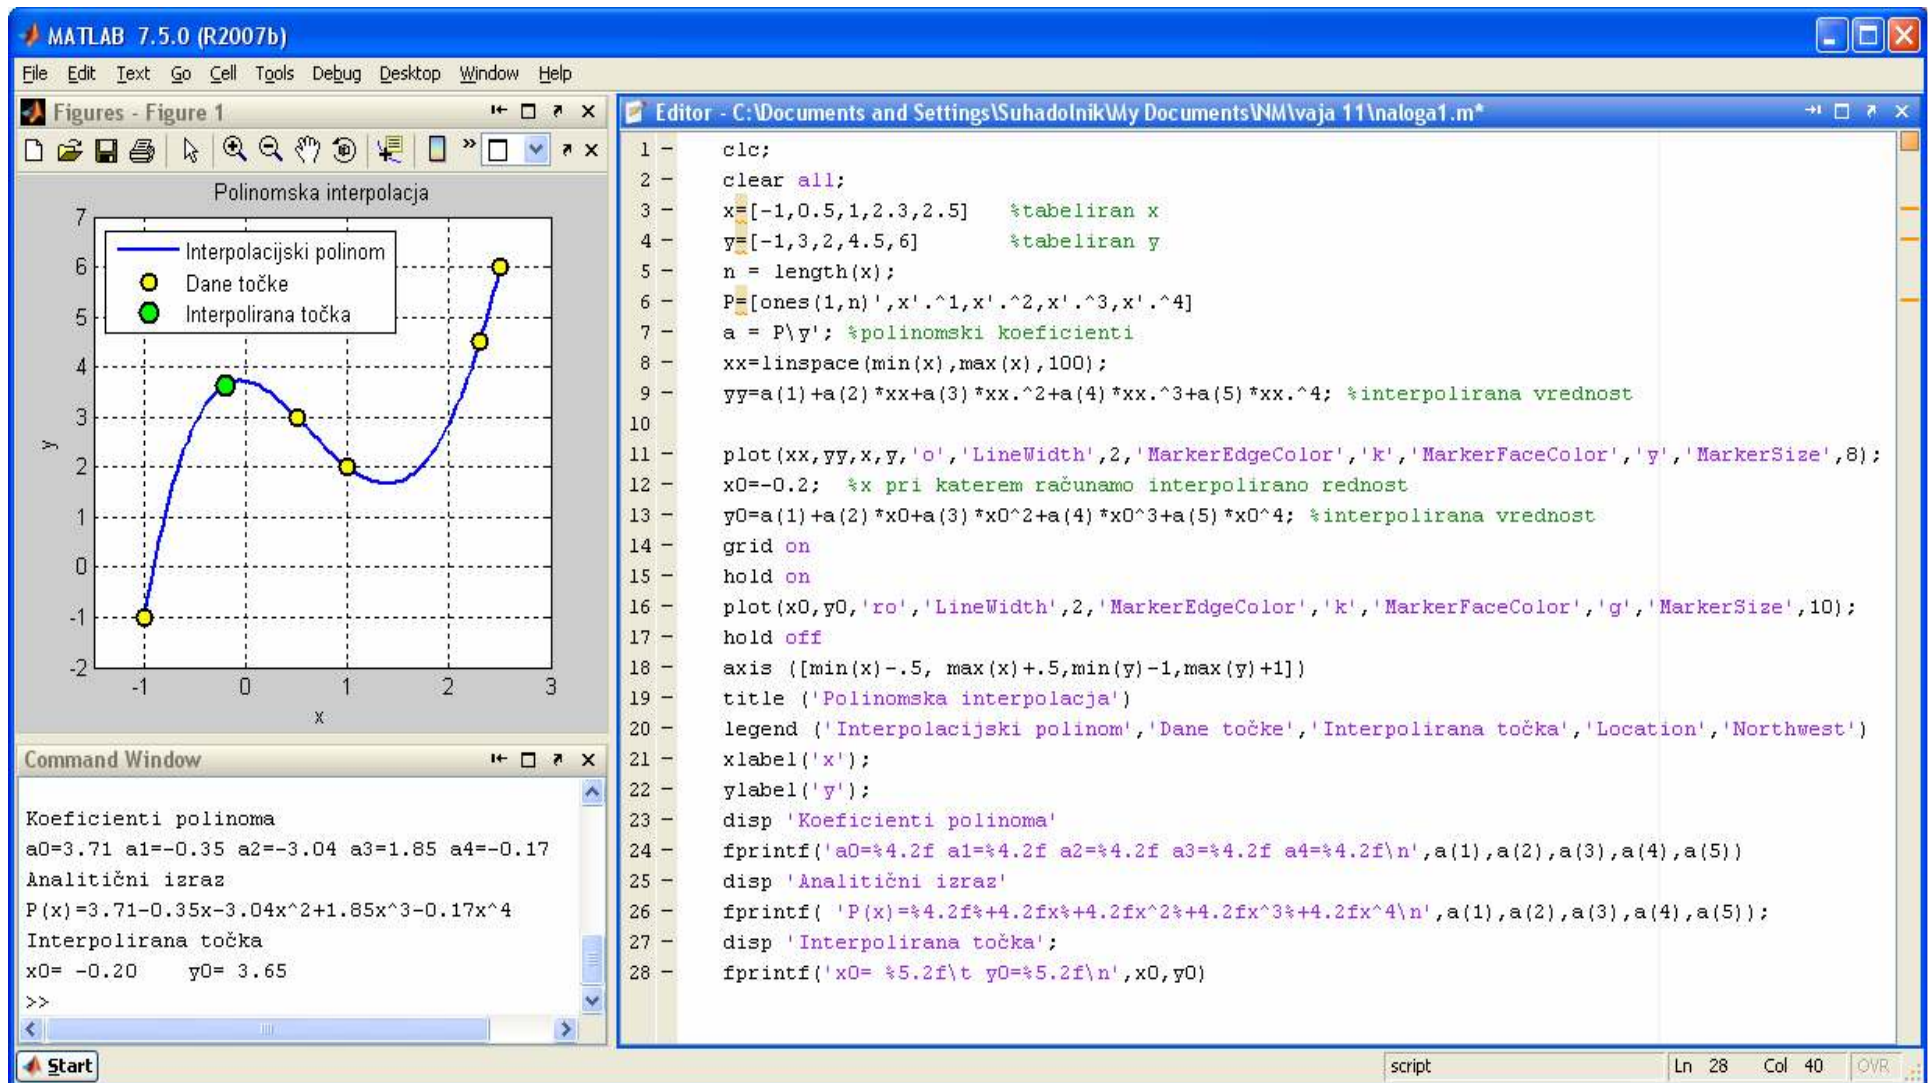 MATLAB 7.5.0 (R2007b)
File Edit Text Go Cell Tools Debug Desktop Window Help
Figures - Figure 1
Polinomska interpolacja
Interpolacijski polinom
Dane točke
Interpolirana točka
7
6
5
4
3
2
1
0
-1
-2
y
-1 0 1 2 3
x
Command Window
Koeficienti polinoma
a0=3.71 a1=-0.35 a2=-3.04 a3=1.85 a4=-0.17
Analitični izraz
P(x)=3.71-0.35x-3.04x^2+1.85x^3-0.17x^4
Interpolirana točka
x0= -0.20 y0= 3.65
>>
Editor - C:\Documents and Settings\Suhadolnik\My Documents\NM\vaja 11\naloga1.m*
1 - clc;
2 - clear all;
3 - x=[-1,0.5,1,2.3,2.5] %tabeliran x
4 - y=[-1,3,2,4.5,6] %tabeliran y
5 - n = length(x);
6 - P=[ones(1,n)',x'.^1,x'.^2,x'.^3,x'.^4]
7 - a = P\y'; %polinomski koeficienti
8 - xx=linspace(min(x),max(x),100);
9 - yy=a(1)+a(2)*xx+a(3)*xx.^2+a(4)*xx.^3+a(5)*xx.^4; %interpolirana vrednost
10
11 - plot(xx,yy,x,y,'o','LineWidth',2,'MarkerEdgeColor','k','MarkerFaceColor','y','MarkerSize',8);
12 - x0=-0.2; %x pri katerem računamo interpolirano rednost
13 - y0=a(1)+a(2)*x0+a(3)*x0^2+a(4)*x0^3+a(5)*x0^4; %interpolirana vrednost
14 - grid on
15 - hold on
16 - plot(x0,y0,'ro','LineWidth',2,'MarkerEdgeColor','k','MarkerFaceColor','g','MarkerSize',10);
17 - hold off
18 - axis ([min(x)-.5, max(x)+.5,min(y)-1,max(y)+1])
19 - title ('Polinomska interpolacja')
20 - legend ('Interpolacijski polinom','Dane točke','Interpolirana točka','Location','Northwest')
21 - xlabel('x');
22 - ylabel('y');
23 - disp 'Koeficienti polinoma'
24 - fprintf('a0=%4.2f a1=%4.2f a2=%4.2f a3=%4.2f a4=%4.2f\n',a(1),a(2),a(3),a(4),a(5))
25 - disp 'Analitični izraz'
26 - fprintf( 'P(x)=%4.2f%+4.2fx%+4.2fx^2%+4.2fx^3%+4.2fx^4\n',a(1),a(2),a(3),a(4),a(5));
27 - disp 'Interpolirana točka';
28 - fprintf('x0= %5.2f\t y0=%5.2f\n',x0,y0)
Start
script
Ln 28 Col 40 OVR